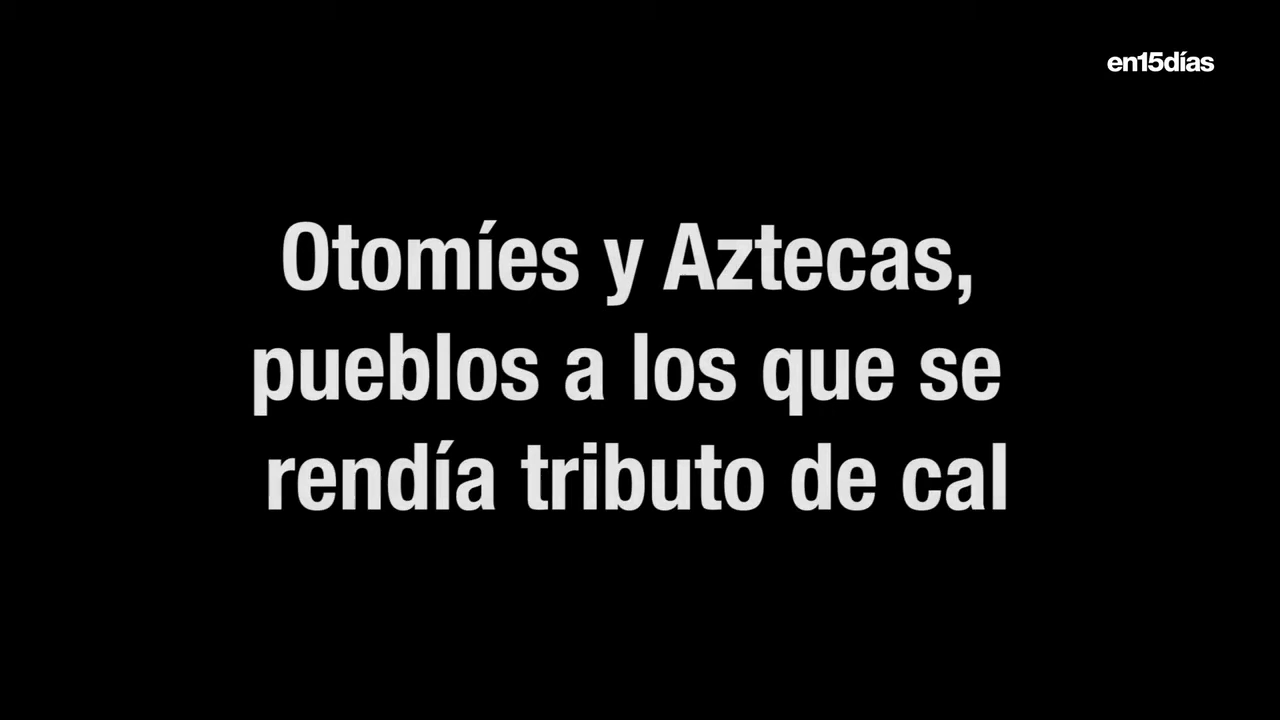 en15días
Otomíes y Aztecas,
pueblos a los que se
rendía tributo de cal